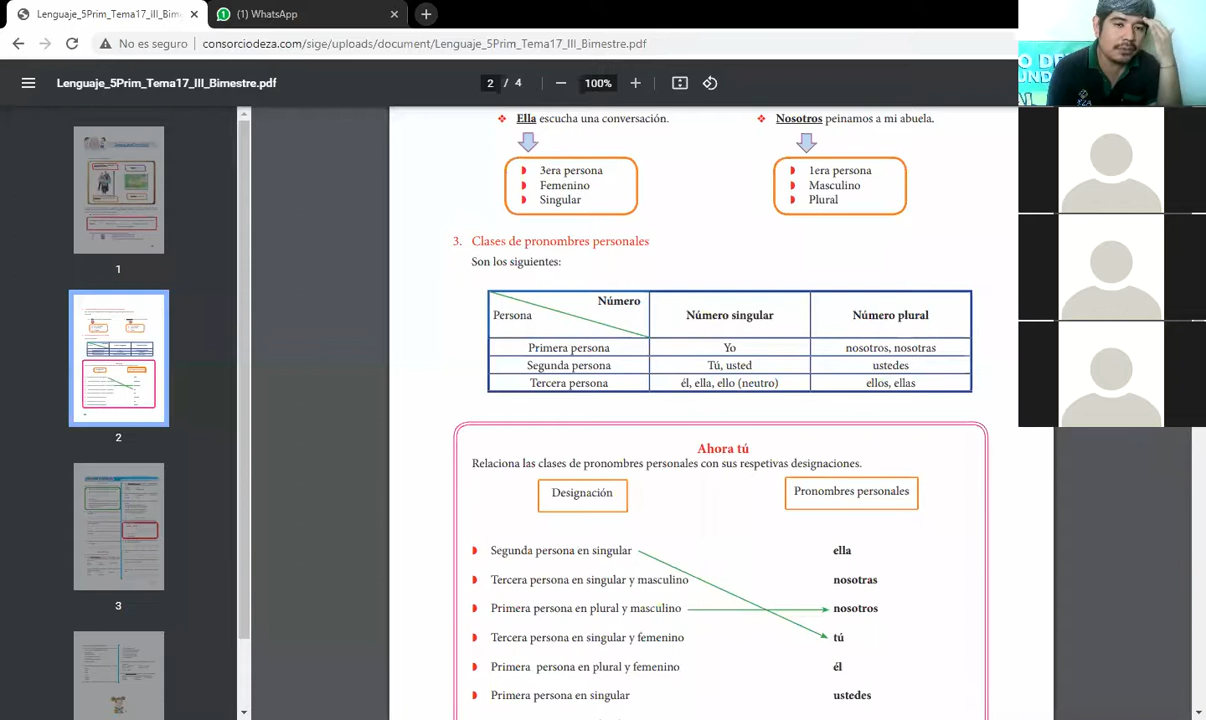 Lenguaje_5Prim_Tema17_III_Bim
(1) WhatsApp
No es seguro
consorciodeza.com/sige/uploads/document/Lenguaje_5Prim_Tema17_III_Bimestre.pdf
Lenguaje_5Prim_Tema17_III_Bimestre.pdf
2 / 4
100%
Ella escucha una conversación.
Nosotros peinamos a mi abuela.
3era persona
Femenino
Singular
1era persona
Masculino
Plural
3. Clases de pronombres personales
Son los siguientes:
Número
Persona
Número singular
Número plural
Primera persona
Yo
nosotros, nosotras
Segunda persona
Tú, usted
ustedes
Tercera persona
él, ella, ello (neutro)
ellos, ellas
Ahora tú
Relaciona las clases de pronombres personales con sus respetivas designaciones.
Designación
Pronombres personales
Segunda persona en singular
ella
Tercera persona en singular y masculino
nosotras
Primera persona en plural y masculino
nosotros
Tercera persona en singular y femenino
tú
Primera persona en plural y femenino
él
Primera persona en singular
ustedes
1
2
3